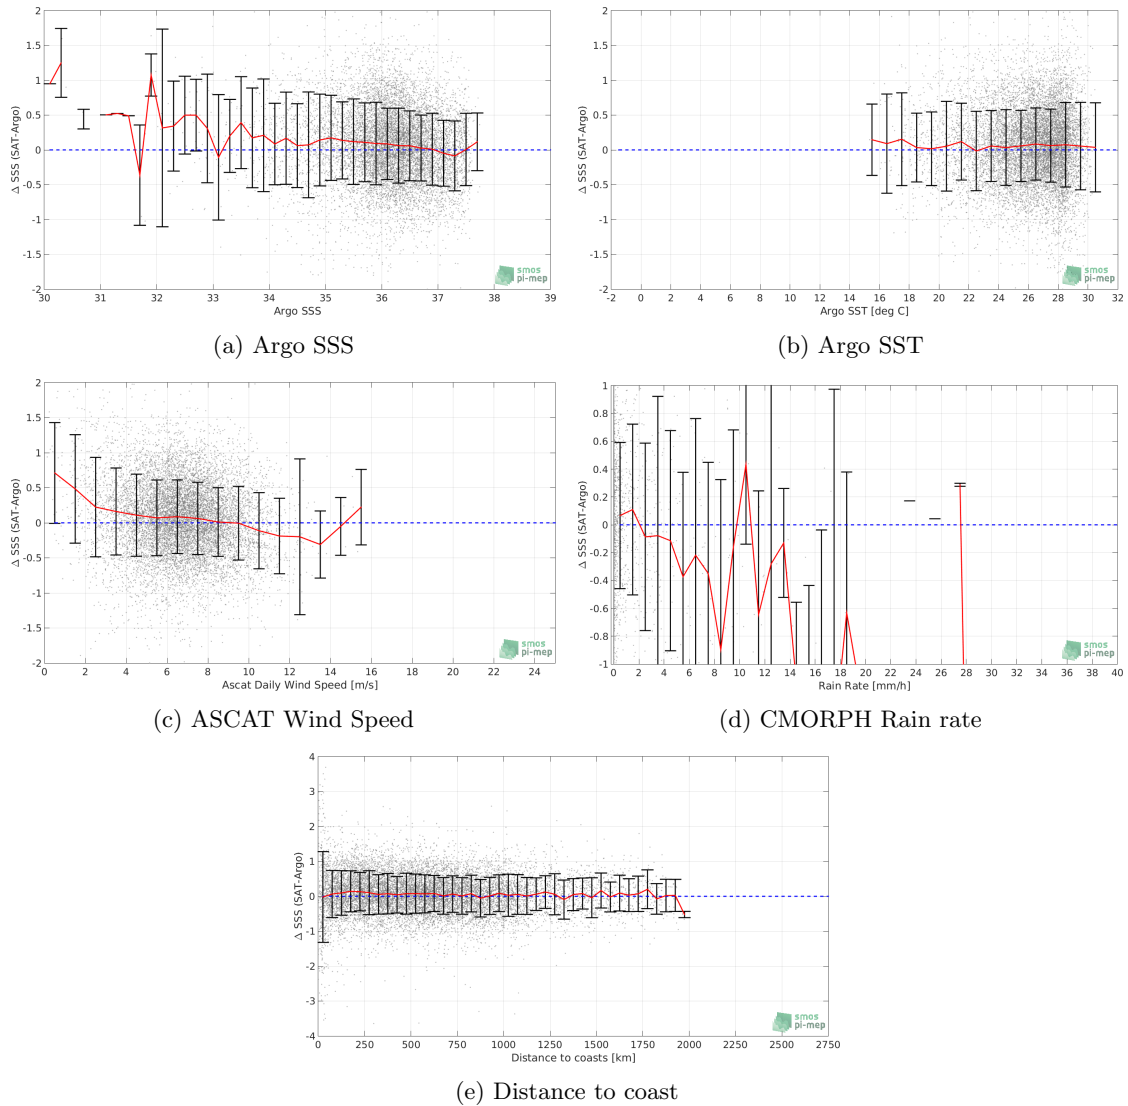 2
1.5
1
0.5
0
-0.5
-1
-1.5
-2
Δ SSS (SAT-Argo)
30 31 32 33 34 35 36 37 38 39
Argo SSS
smos
pi-mep
(a) Argo SSS
2
1.5
1
0.5
0
-0.5
-1
-1.5
-2
Δ SSS (SAT-Argo)
-2 0 2 4 6 8 10 12 14 16 18 20 22 24 26 28 30 32
Argo SST [deg C]
smos
pi-mep
(b) Argo SST
2
1.5
1
0.5
0
-0.5
-1
-1.5
-2
Δ SSS (SAT-Argo)
0 2 4 6 8 10 12 14 16 18 20 22 24
Ascat Daily Wind Speed [m/s]
smos
pi-mep
(c) ASCAT Wind Speed
1
0.8
0.6
0.4
0.2
0
-0.2
-0.4
-0.6
-0.8
-1
Δ SSS (SAT-Argo)
0 2 4 6 8 10 12 14 16 18 20 22 24 26 28 30 32 34 36 38 40
Rain Rate [mm/h]
smos
pi-mep
(d) CMORPH Rain rate
4
3
2
1
0
-1
-2
-3
-4
Δ SSS (SAT-Argo)
0 250 500 750 1000 1250 1500 1750 2000 2250 2500 2750
Distance to coasts [km]
smos
pi-mep
(e) Distance to coast